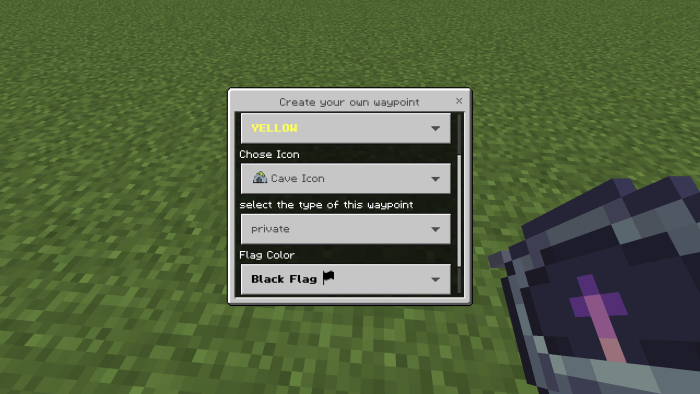 Create your own waypoint
YELLOW
Chose Icon
Cave Icon
select the type of this waypoint
private
Flag Color
Black Flag